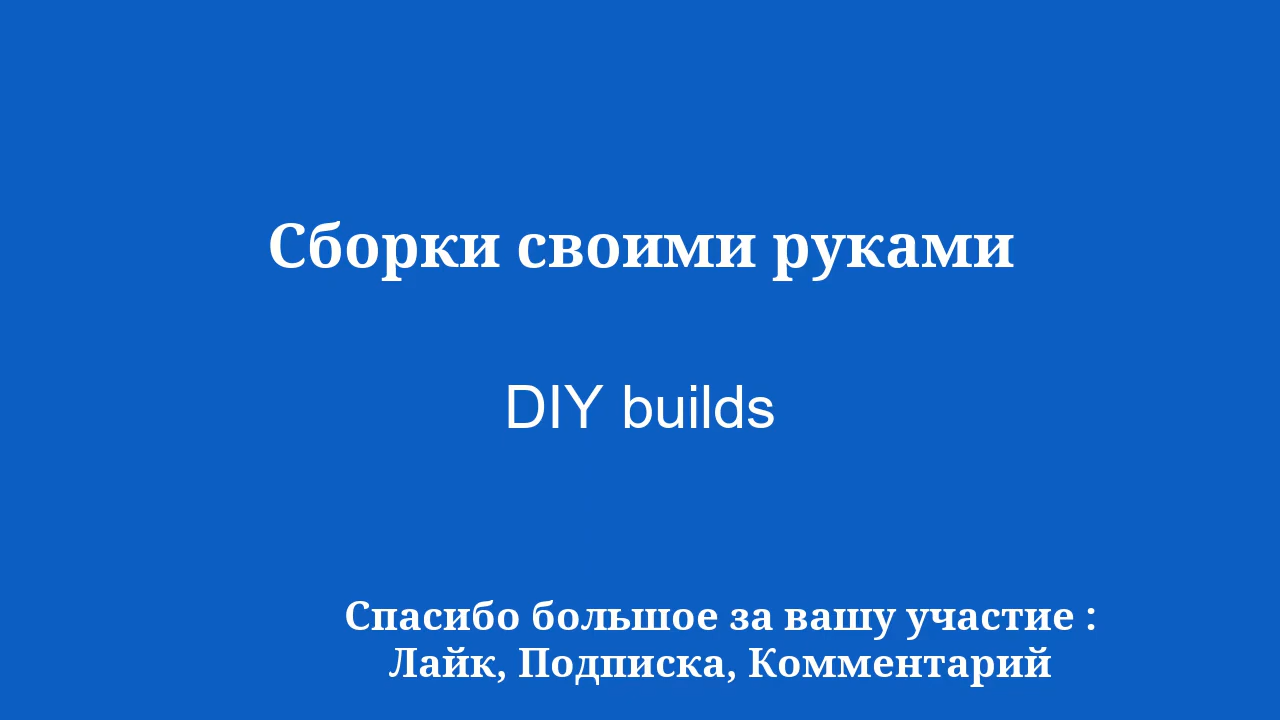 Сборки своими руками
DIY builds
Спасибо большое за вашу участие :
Лайк, Подписка, Комментарий